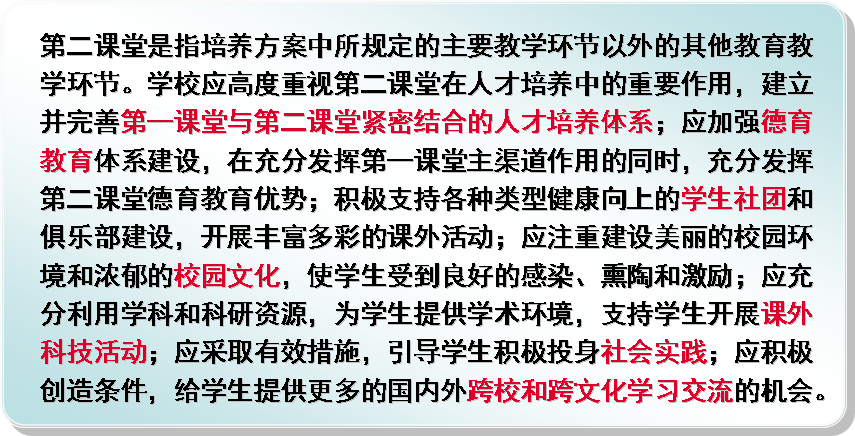 第二课堂是指培养方案中所规定的主要教学环节以外的其他教育教
学环节。学校应高度重视第二课堂在人才培养中的重要作用，建立
并完善第一课堂与第二课堂紧密结合的人才培养体系；应加强德育
教育体系建设，在充分发挥第一课堂主渠道作用的同时，充分发挥
第二课堂德育教育优势；积极支持各种类型健康向上的学生社团和
俱乐部建设，开展丰富多彩的课外活动；应注重建设美丽的校园环
境和浓郁的校园文化，使学生受到良好的感染、熏陶和激励；应充
分利用学科和科研资源，为学生提供学术环境，支持学生开展课外
科技活动；应采取有效措施，引导学生积极投身社会实践；应积极
创造条件，给学生提供更多的国内外跨校和跨文化学习交流的机会。